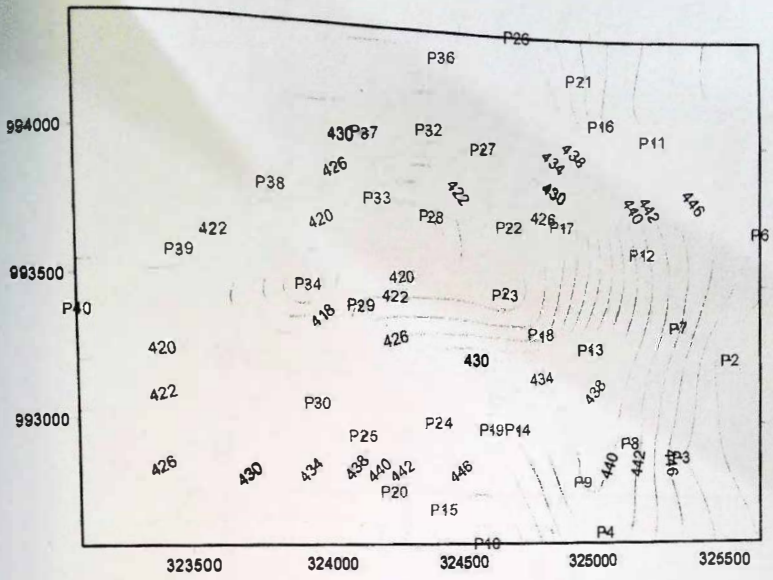 P26
P36
P21
994000
430 P37 P32 P16
P11
P27 434 438
426
P38 422 430
P33 440 442 446
420 P28 426
422 P22 P17 P6
P39 P12
993500 420
P34 422 P23
P40 418 P29 P7
426 P18
420 430 P13 P2
422 434 438
P30
993000 P24 P19 P14
P25 P8
426 430 434 438 440 442 446 440 442 446 P3
P20 P9
P15
P10 P4
323500 324000 324500 325000 325500